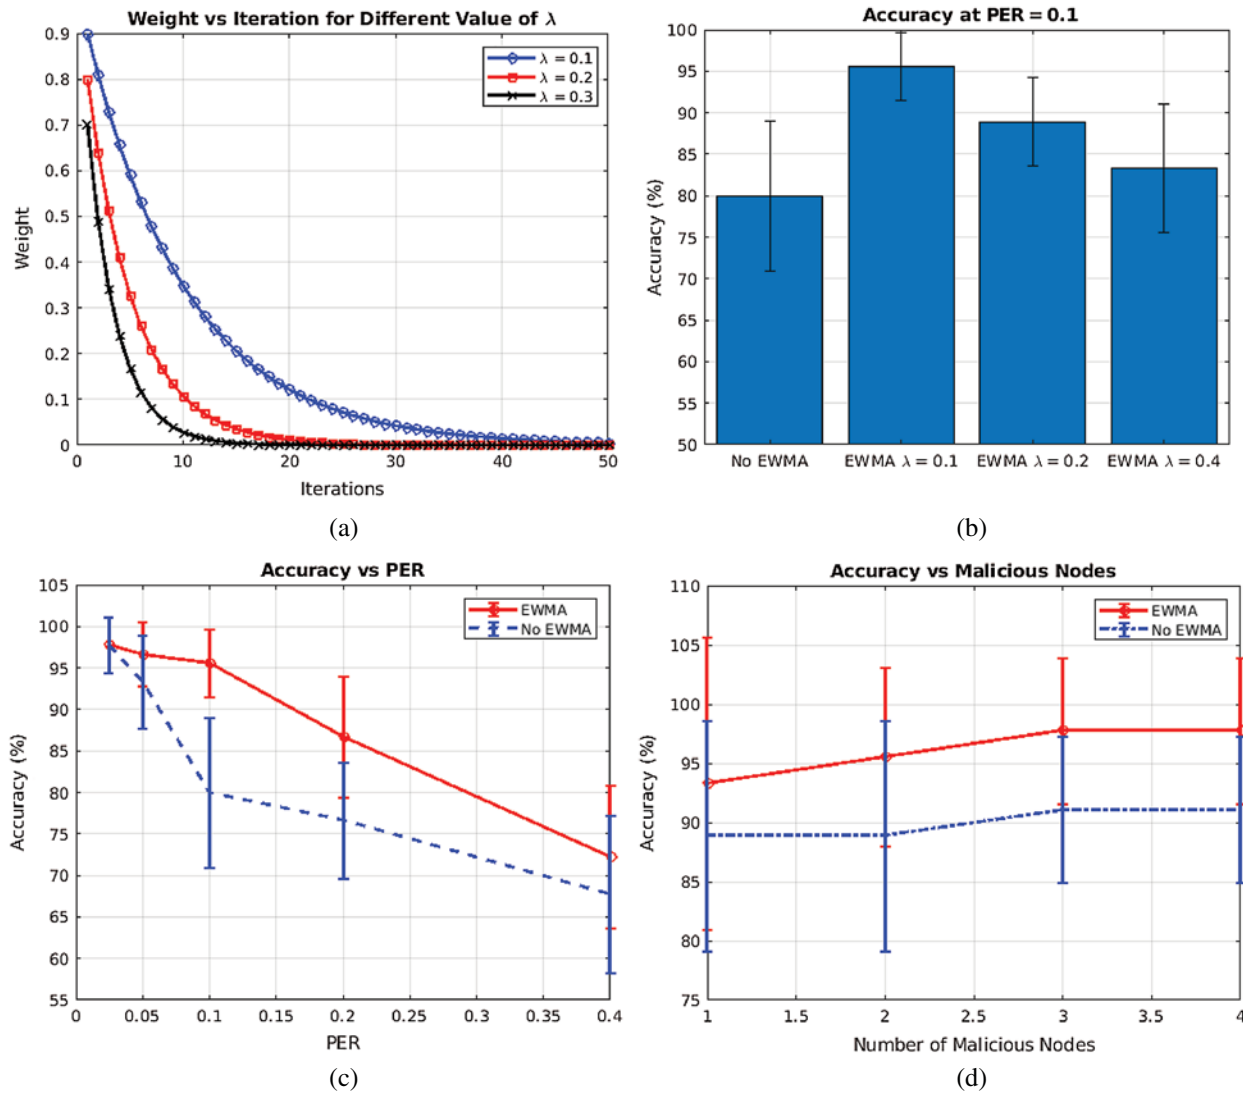 Weight vs Iteration for Different Value of λ
0.9
0.8
0.7
0.6
0.5
0.4
0.3
0.2
0.1
0
Weight
λ = 0.1
λ = 0.2
λ = 0.3
0 10 20 30 40 50
Iterations
(a)
Accuracy at PER = 0.1
100
95
90
85
80
75
70
65
60
55
50
Accuracy (%)
No EWMA EWMA λ = 0.1 EWMA λ = 0.2 EWMA λ = 0.4
(b)
Accuracy vs PER
105
100
95
90
85
80
75
70
65
60
55
Accuracy (%)
EWMA
No EWMA
0 0.05 0.1 0.15 0.2 0.25 0.3 0.35 0.4
PER
(c)
Accuracy vs Malicious Nodes
110
105
100
95
90
85
80
75
Accuracy (%)
EWMA
No EWMA
1 1.5 2 2.5 3 3.5 4
Number of Malicious Nodes
(d)